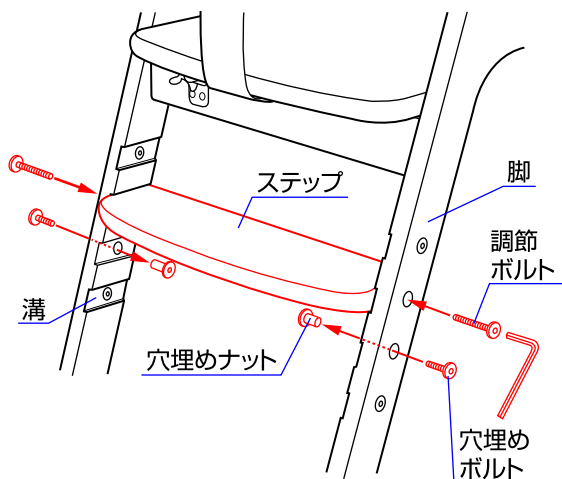 ステップ
脚
調節
ボルト
溝
穴埋めナット
穴埋め
ボルト